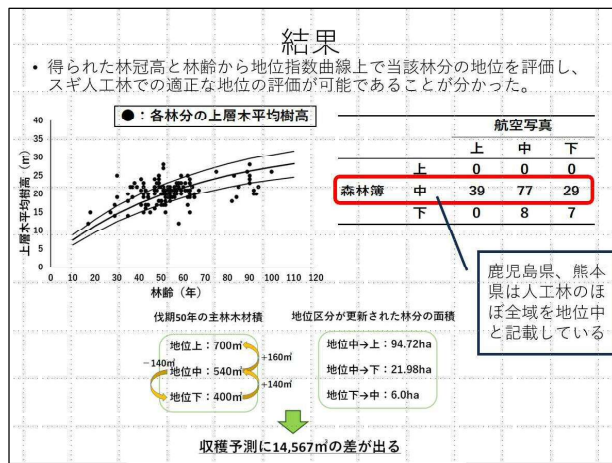 結果
• 得られた林冠高と林齢から地位指数曲線上で当該林分の地位を評価し、
スギ人工林での適正な地位の評価が可能であることが分かった。
●：各林分の上層木平均樹高
上層木平均樹高（m）
40
35
30
25
20
15
10
5
0
0 10 20 30 40 50 60 70 80 90 100 110 120
林齢（年）
航空写真
上 中 下
上 0 0 0
森林簿 中 39 77 29
下 0 8 7
鹿児島県、熊本
県は人工林のほ
ぼ全域を地位中
と記載している
伐期50年の主林木材積
地位上：700㎥
−140㎥
+160㎥
地位中：540㎥
+140㎥
地位下：400㎥
地位区分が更新された林分の面積
地位中→上：94.72ha
地位中→下：21.98ha
地位下→中：6.0ha
収穫予測に14,567㎥の差が出る